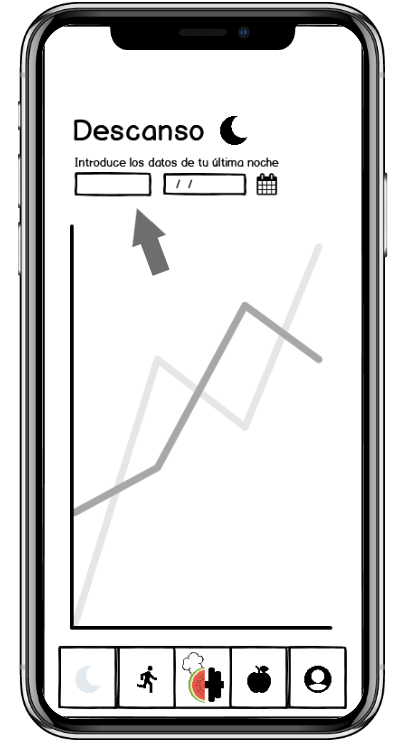 Descanso
Introduce los datos de tu última noche
/ /